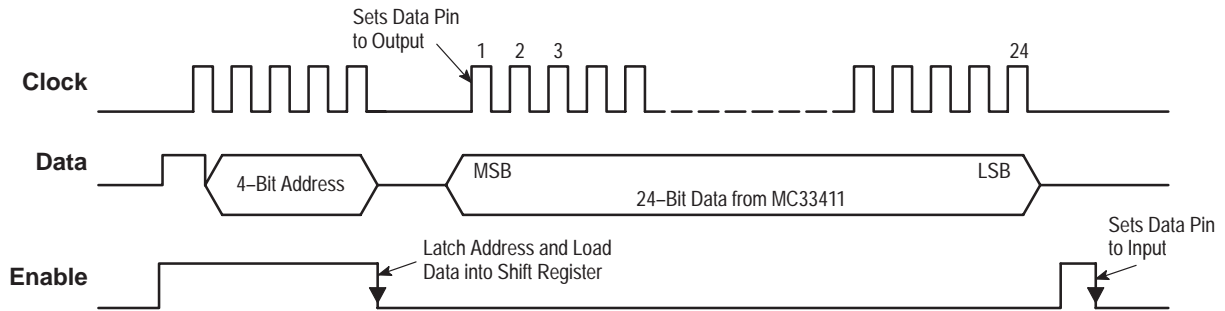 Sets Data Pin
to Output
1 2 3 24
Clock
Data
4–Bit Address
MSB
LSB
24–Bit Data from MC33411
Sets Data Pin
to Input
Latch Address and Load
Data into Shift Register
Enable